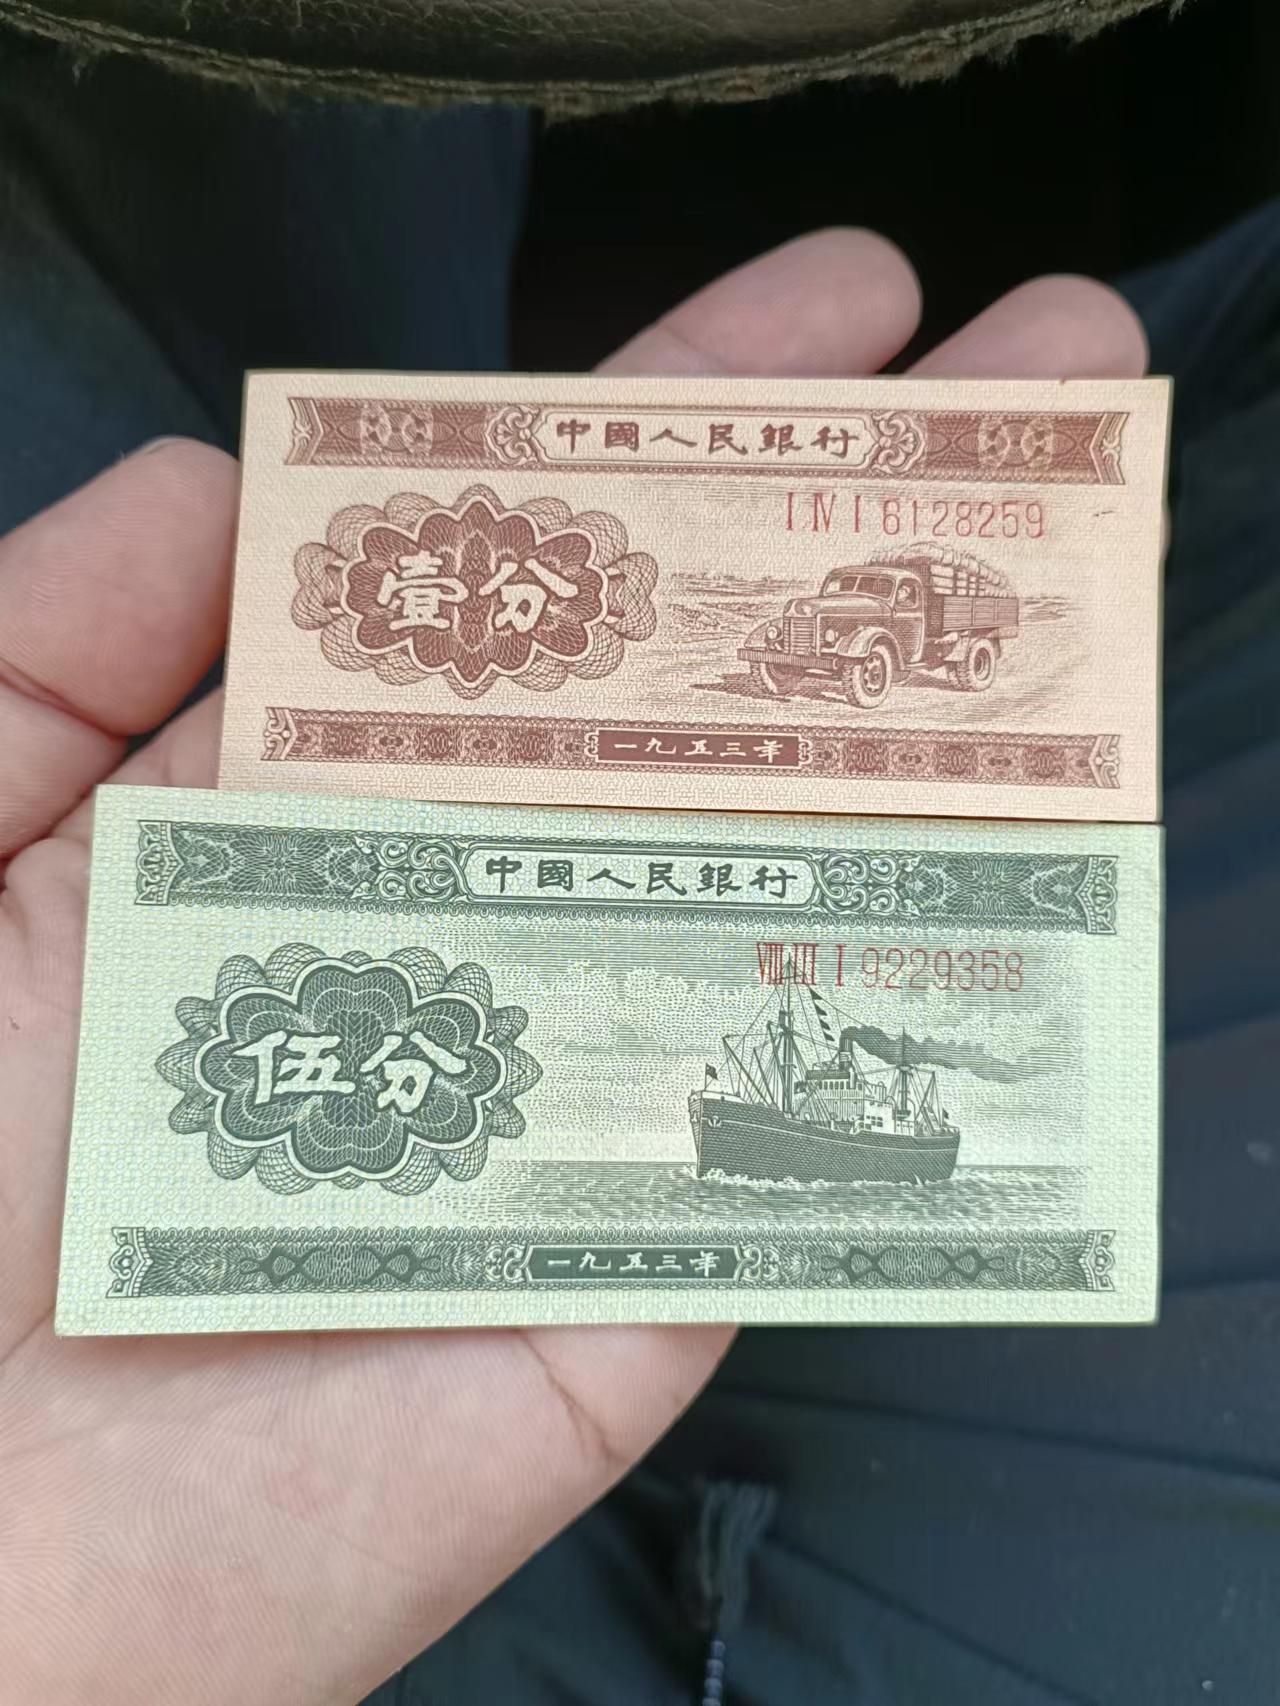 中國人民銀行
I IV I 6128259
壹分
一九五三年
中國人民銀行
VIII III I 9229358
伍分
一九五三年